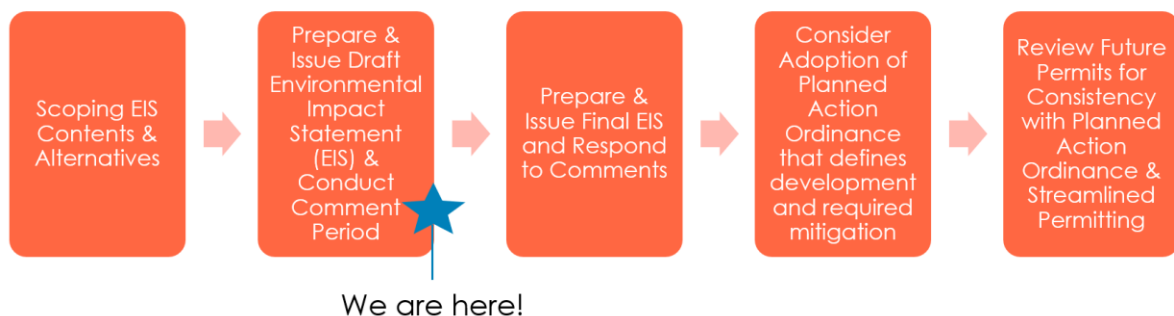 Scoping EIS
Contents &
Alternatives
Prepare &
Issue Draft
Environmental
Impact
Statement
(EIS) &
Conduct
Comment
Period
Prepare &
Issue Final EIS
and Respond
to Comments
Consider
Adoption of
Planned
Action
Ordinance
that defines
development
and required
mitigation
Review Future
Permits for
Consistency
with Planned
Action
Ordinance &
Streamlined
Permitting
We are here!